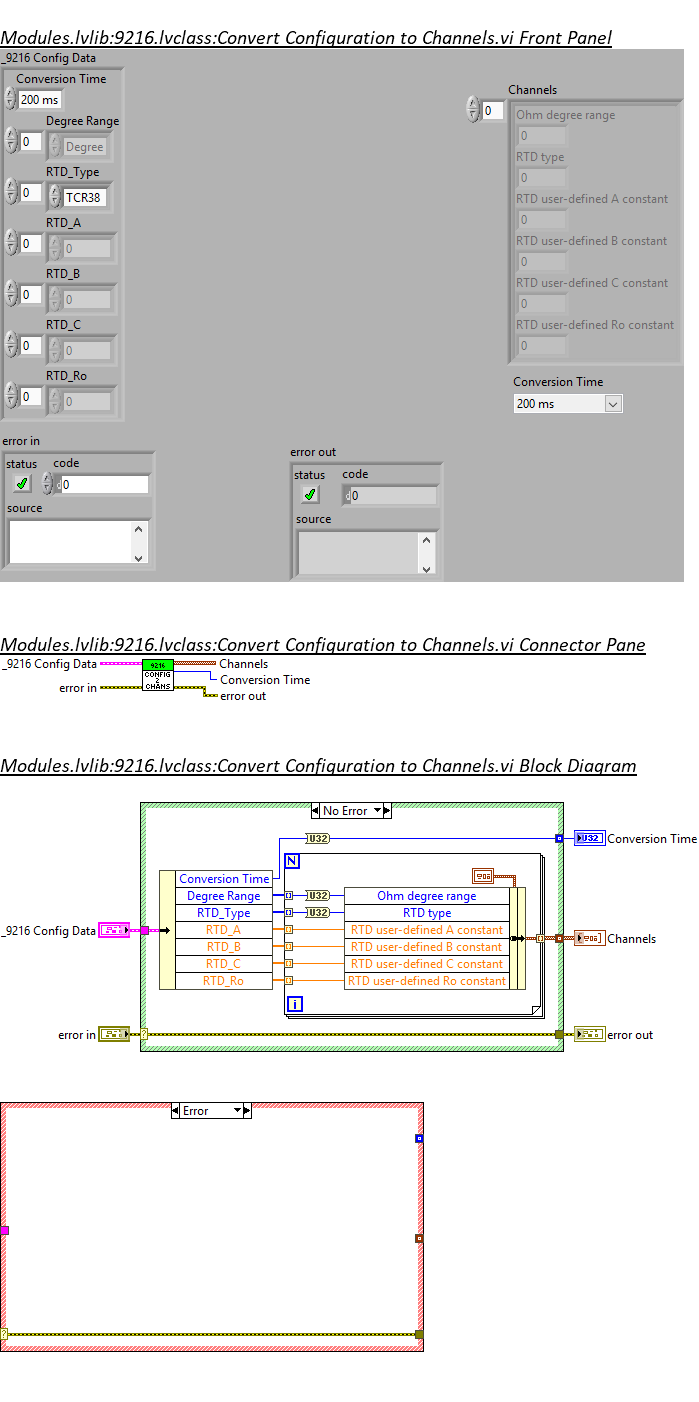 Modules.lvlib:9216.lvclass:Convert Configuration to Channels.vi Front Panel
_9216 Config Data
Conversion Time
200 ms
Degree Range
0
Degree
RTD_Type
0
TCR38
RTD_A
0
0
RTD_B
0
0
RTD_C
0
0
RTD_Ro
0
0
Channels
0
Ohm degree range
0
RTD type
0
RTD user-defined A constant
0
RTD user-defined B constant
0
RTD user-defined C constant
0
RTD user-defined Ro constant
0
Conversion Time
200 ms
error in
status code
d0
source
error out
status code
d0
source
Modules.lvlib:9216.lvclass:Convert Configuration to Channels.vi Connector Pane
_9216 Config Data
error in
9216
CONFIG
2
CHANS
Channels
Conversion Time
error out
Modules.lvlib:9216.lvclass:Convert Configuration to Channels.vi Block Diagram
No Error
U32
U32 Conversion Time
N
Conversion Time
Degree Range
U32
Ohm degree range
RTD_Type
U32
RTD type
_9216 Config Data
RTD_A
RTD user-defined A constant
Channels
RTD_B
RTD user-defined B constant
RTD_C
RTD user-defined C constant
RTD_Ro
RTD user-defined Ro constant
i
error in
?
error out
Error
?